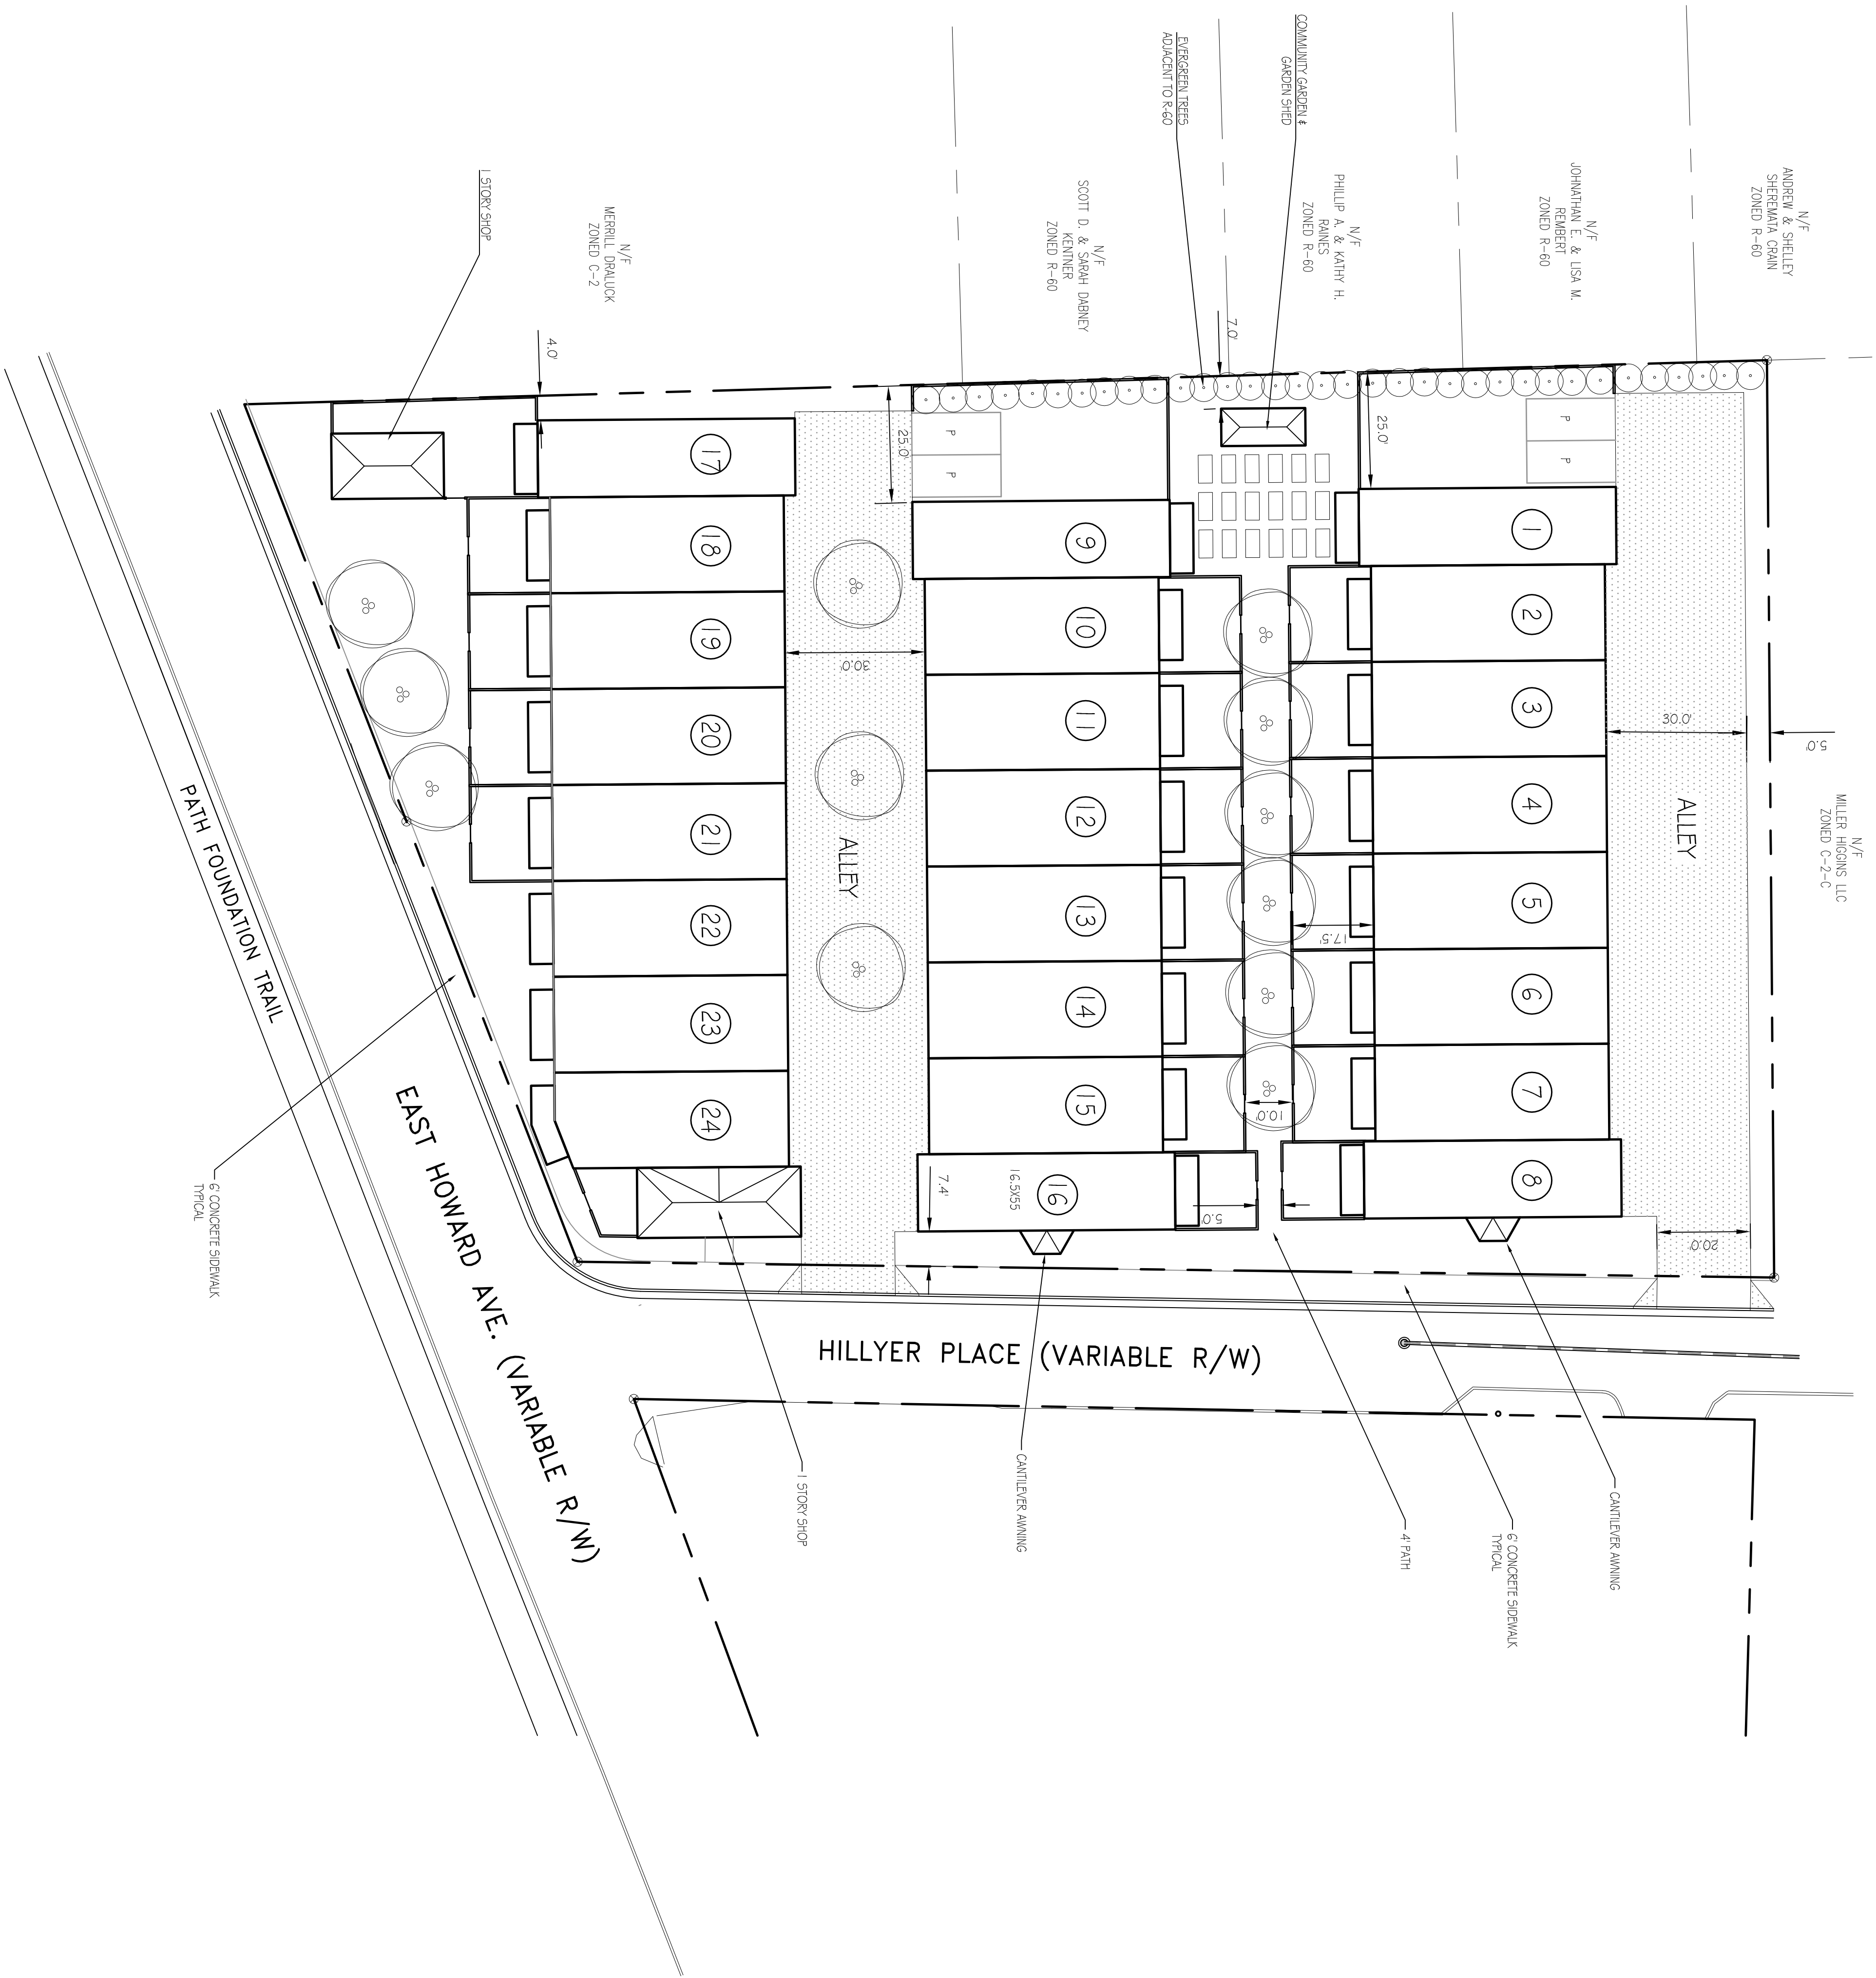 N/F
ANDREW & SHELLEY
SHEREMATA CRAIN
ZONED R-60
N/F
JOHNATHAN E. & LISA M.
REMBERT
ZONED R-60
N/F
PHILLIP A. & KATHY H.
RAINES
ZONED R-60
N/F
SCOTT D. & SARAH DABNEY
KENTNER
ZONED R-60
N/F
MERRILL DRALUCK
ZONED C-2
N/F
MILLER HIGGINS LLC
ZONED C-2-C
COMMUNITY GARDEN &
GARDEN SHED
EVERGREEN TREES
ADJACENT TO R-60
1 STORY SHOP
4.0'
7.0'
25.0'
25.0'
P
P
P
P
1
2
3
4
5
6
7
8
9
10
11
12
13
14
15
16
16.5X55
17
18
19
20
21
22
23
24
30.0'
30.0'
5.0'
ALLEY
ALLEY
17.5'
10.0'
5.0'
7.4'
20.0'
PATH FOUNDATION TRAIL
EAST HOWARD AVE. (VARIABLE R/W)
HILLYER PLACE (VARIABLE R/W)
6' CONCRETE SIDEWALK
TYPICAL
1 STORY SHOP
CANTILEVER AWNING
4' PATH
6' CONCRETE SIDEWALK
TYPICAL
CANTILEVER AWNING